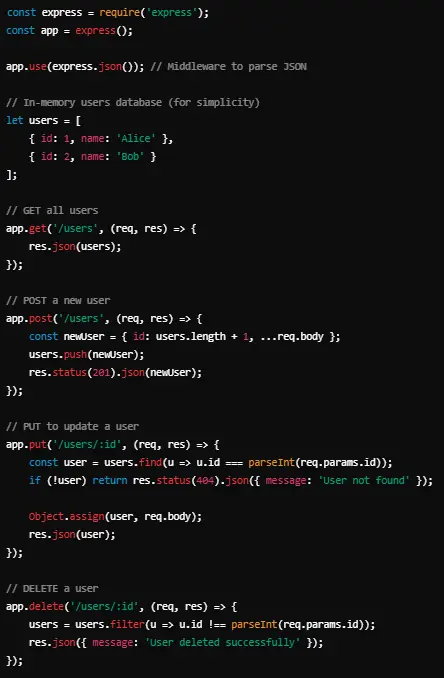 const express = require('express');
const app = express();

app.use(express.json()); // Middleware to parse JSON

// In-memory users database (for simplicity)
let users = [
    { id: 1, name: 'Alice' },
    { id: 2, name: 'Bob' }
];

// GET all users
app.get('/users', (req, res) => {
    res.json(users);
});

// POST a new user
app.post('/users', (req, res) => {
    const newUser = { id: users.length + 1, ...req.body };
    users.push(newUser);
    res.status(201).json(newUser);
});

// PUT to update a user
app.put('/users/:id', (req, res) => {
    const user = users.find(u => u.id === parseInt(req.params.id));
    if (!user) return res.status(404).json({ message: 'User not found' });

    Object.assign(user, req.body);
    res.json(user);
});

// DELETE a user
app.delete('/users/:id', (req, res) => {
    users = users.filter(u => u.id !== parseInt(req.params.id));
    res.json({ message: 'User deleted successfully' });
});